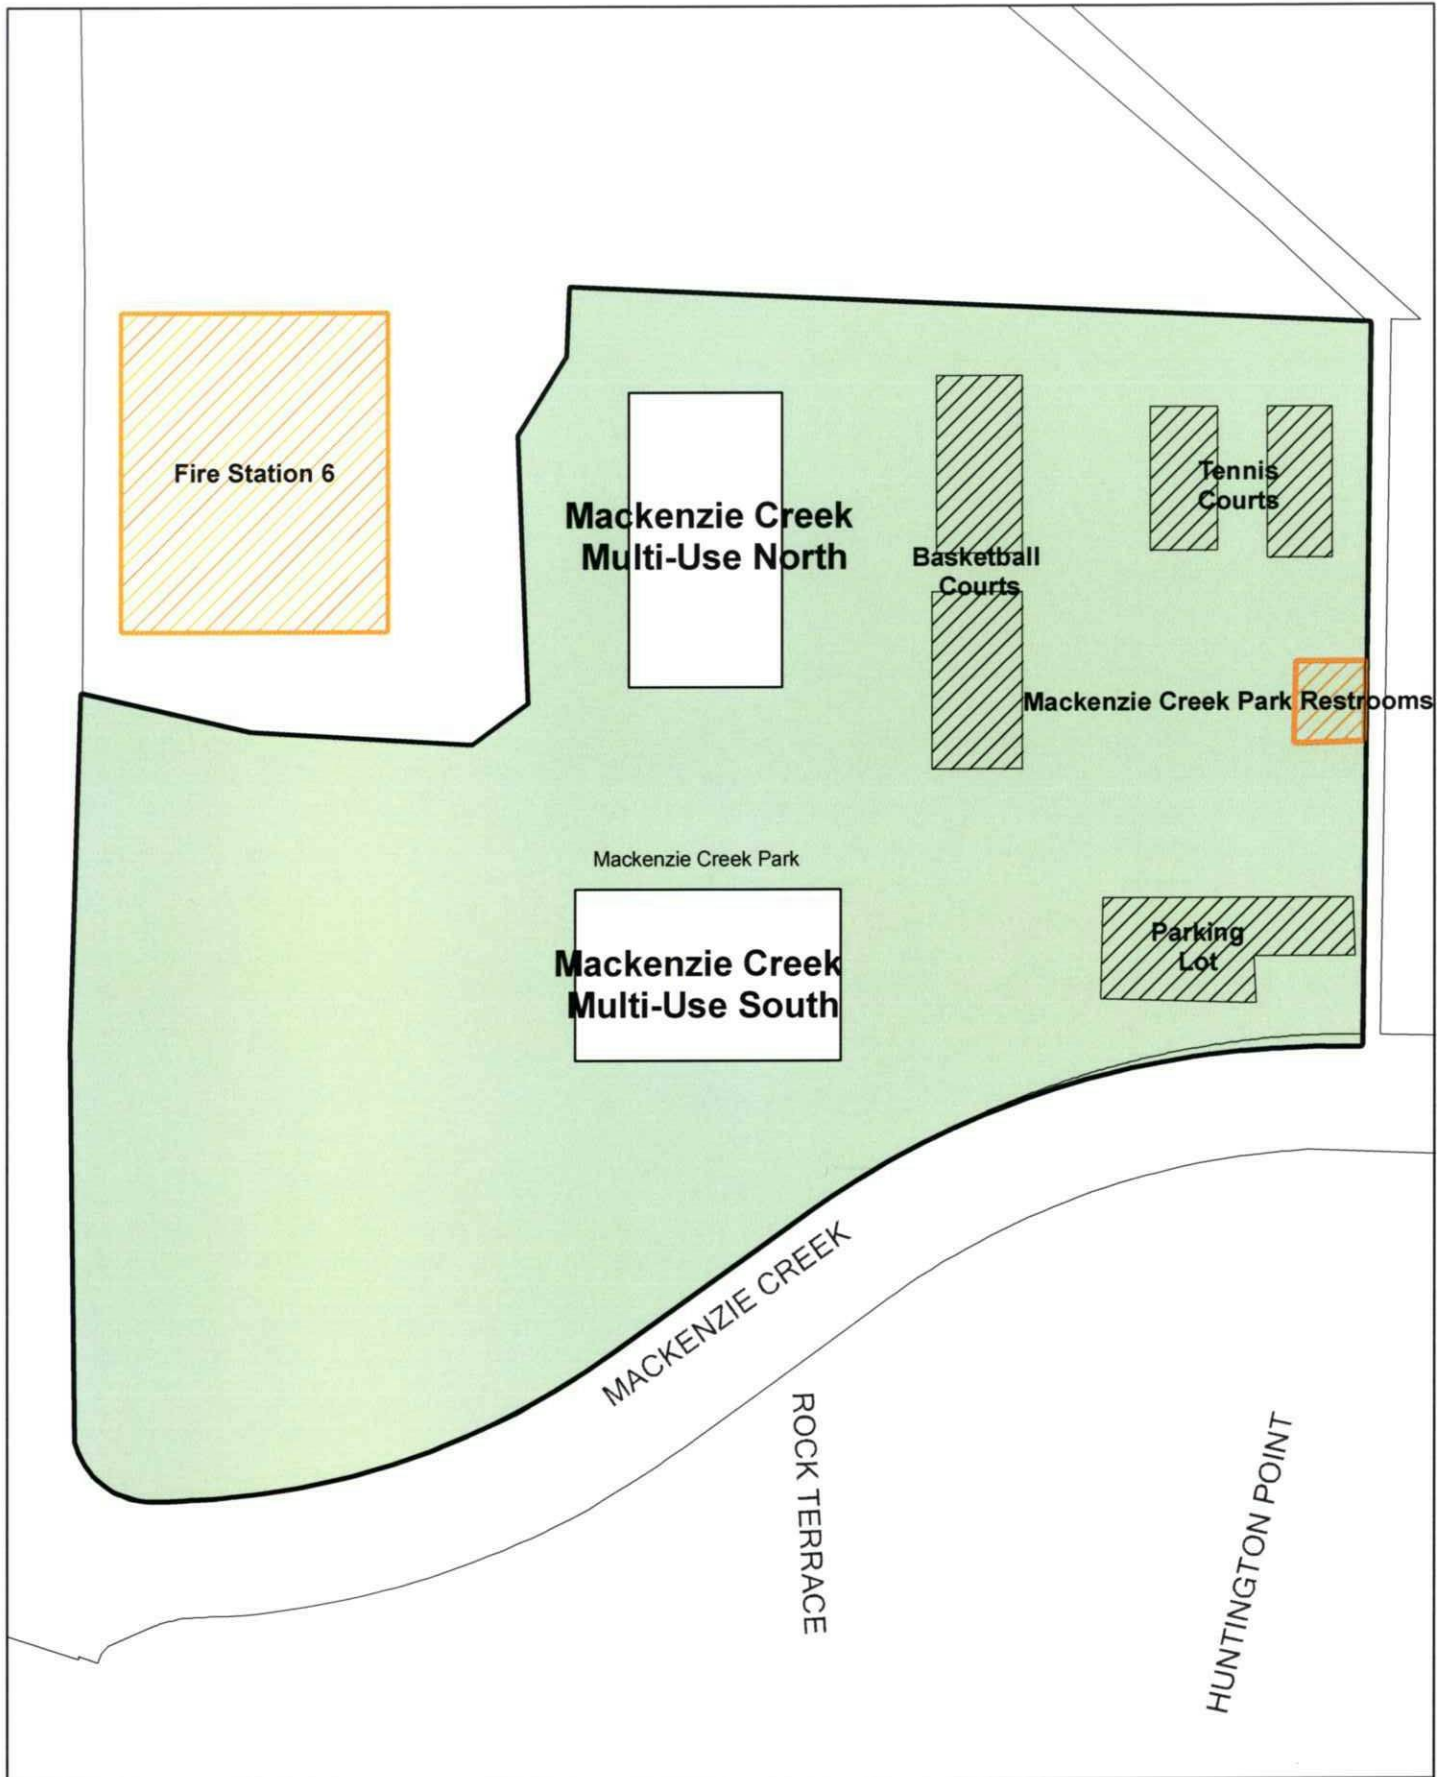 Fire Station 6
Mackenzie Creek
Multi-Use North
Basketball
Courts
Tennis
Courts
Mackenzie Creek Park Restrooms
Mackenzie Creek Park
Mackenzie Creek
Multi-Use South
Parking
Lot
MACKENZIE CREEK
ROCK TERRACE
HUNTINGTON POINT